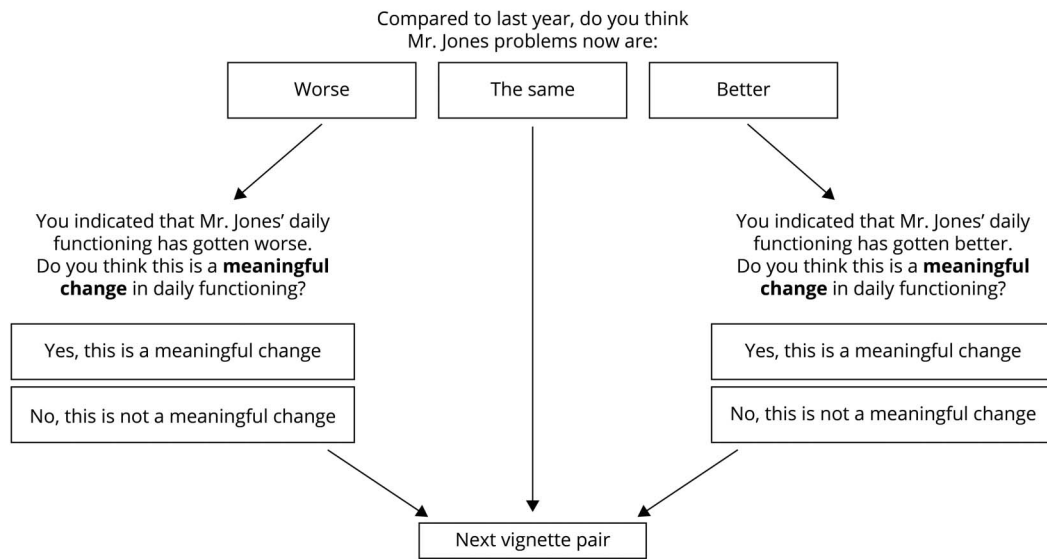 Compared to last year, do you think
Mr. Jones problems now are:
Worse
The same
Better
You indicated that Mr. Jones’ daily
functioning has gotten worse.
Do you think this is a meaningful
change in daily functioning?
Yes, this is a meaningful change
No, this is not a meaningful change
You indicated that Mr. Jones’ daily
functioning has gotten better.
Do you think this is a meaningful
change in daily functioning?
Yes, this is a meaningful change
No, this is not a meaningful change
Next vignette pair